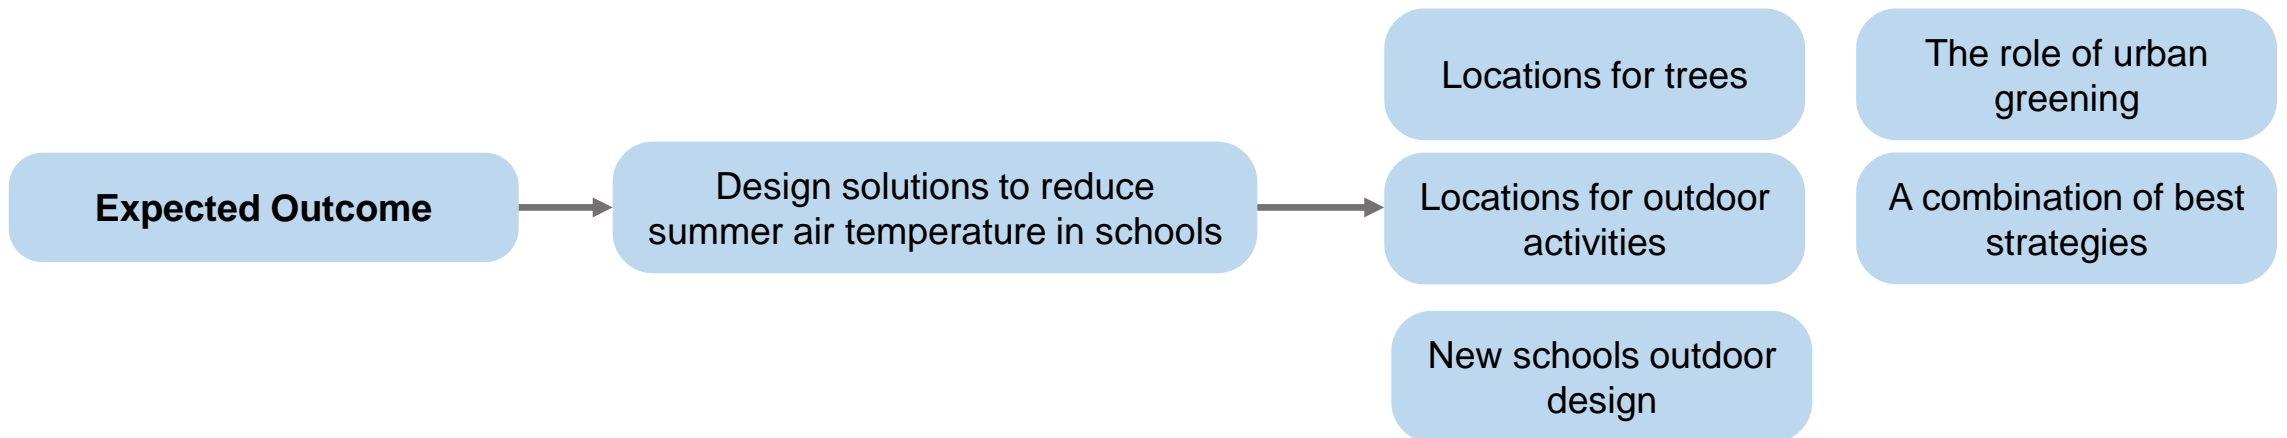 Expected Outcome
Design solutions to reduce
summer air temperature in schools
Locations for trees
Locations for outdoor
activities
New schools outdoor
design
The role of urban
greening
A combination of best
strategies